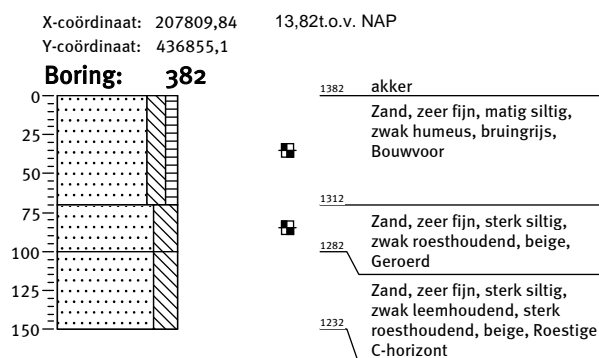 X-coördinaat: 207809,84 13,82t.o.v. NAP
Y-coördinaat: 436855,1
Boring: 382
0
25
50
75
100
125
150
1382 akker
Zand, zeer fijn, matig siltig,
zwak humeus, bruingrijs,
Bouwvoor
1312
Zand, zeer fijn, sterk siltig,
zwak roesthoudend, beige,
Geroerd
1282
Zand, zeer fijn, sterk siltig,
zwak leemhoudend, sterk
roesthoudend, beige, Roestige
C-horizont
1232